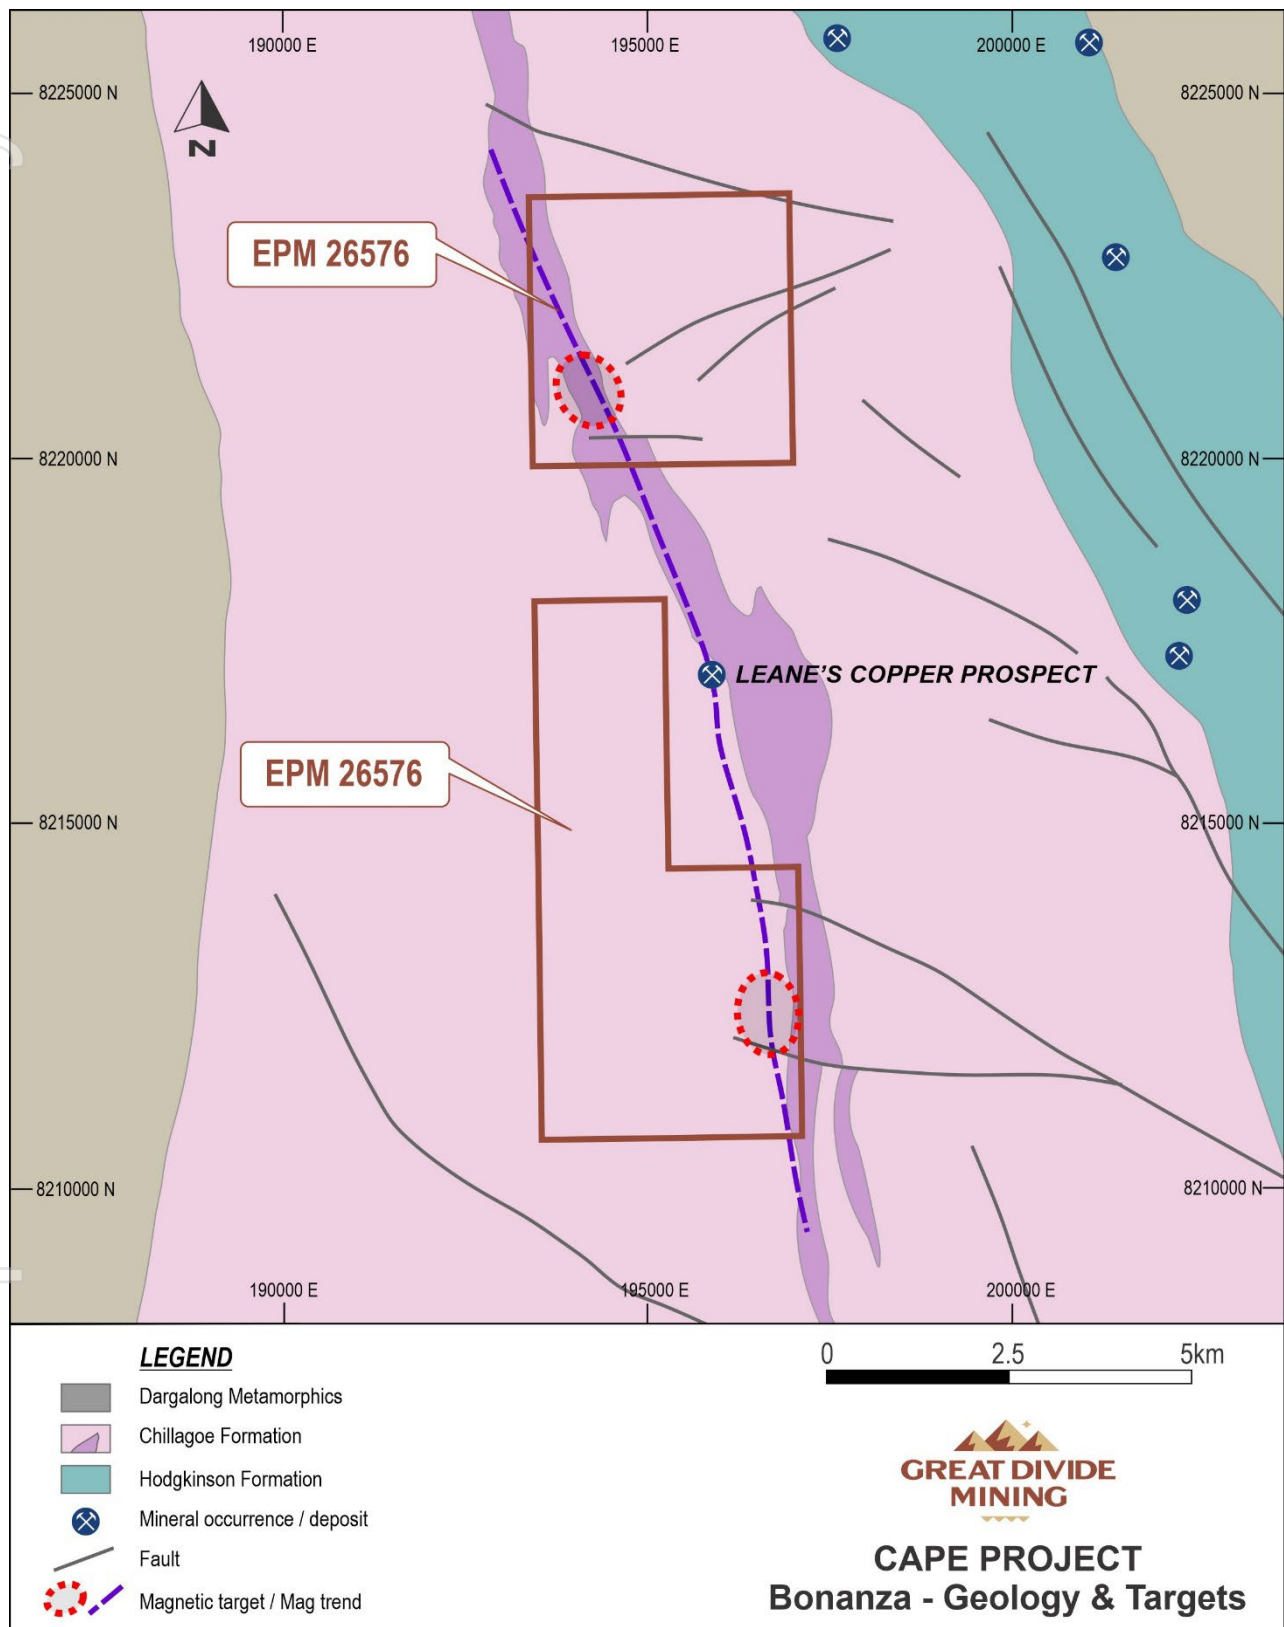 190000 E
195000 E
200000 E
8225000 N
8225000 N
N
EPM 26576
8220000 N
8220000 N
LEANE'S COPPER PROSPECT
EPM 26576
8215000 N
8215000 N
8210000 N
8210000 N
190000 E
195000 E
200000 E
LEGEND
Dargalong Metamorphics
Chillagoe Formation
Hodgkinson Formation
Mineral occurrence / deposit
Fault
Magnetic target / Mag trend
0
2.5
5km
GREAT DIVIDE
MINING
CAPE PROJECT
Bonanza - Geology & Targets